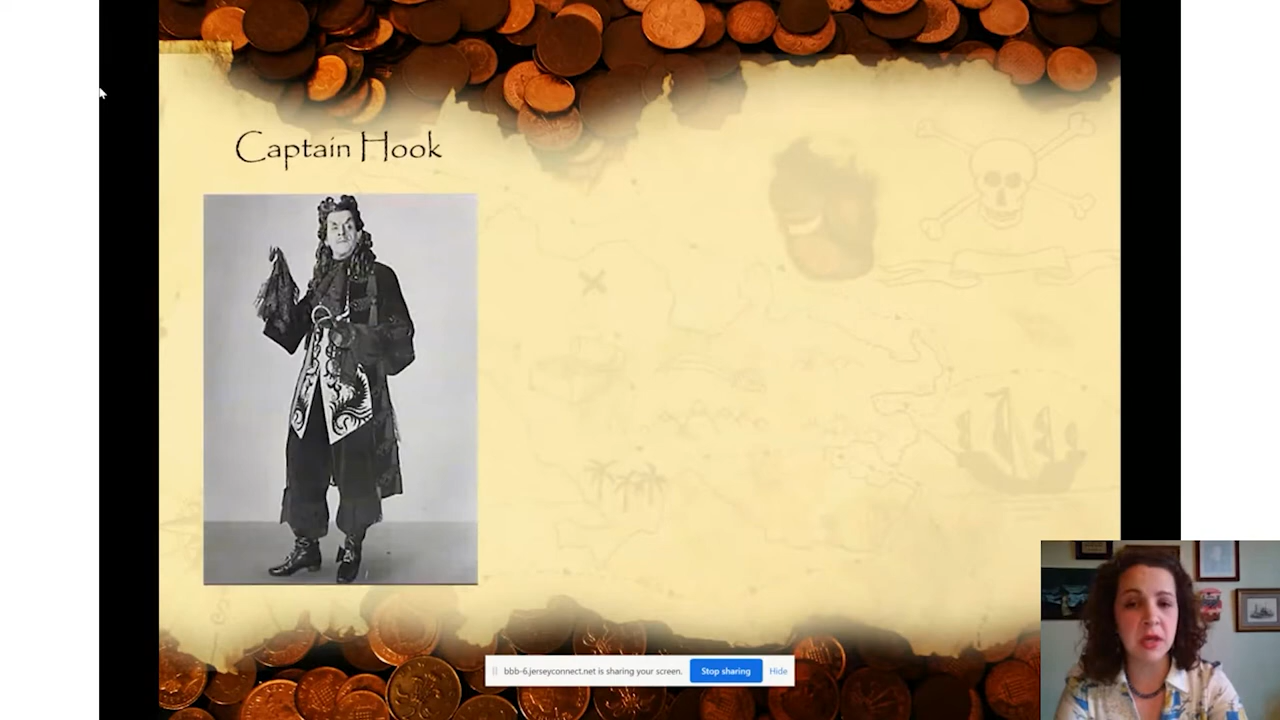 Captain Hook
bbb-6.jerseyconnect.net is sharing your screen.
Stop sharing
Hide